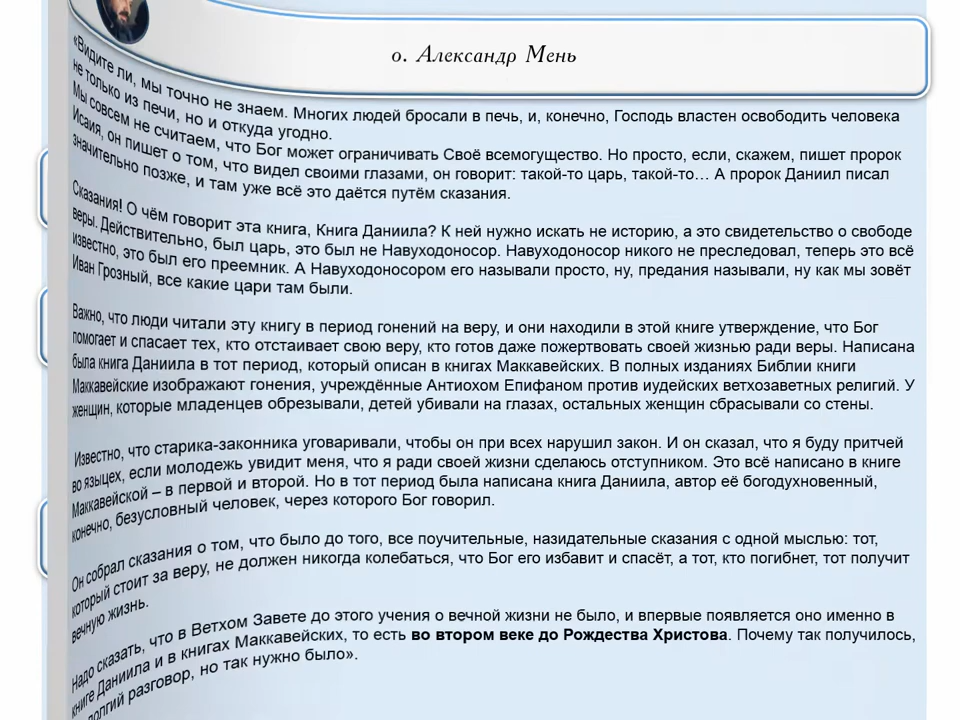 о. Александр Мень
«Видите ли, мы точно не знаем. Многих людей бросали в печь, и, конечно, Господь властен освободить человека
не только из печи, но и откуда угодно.
Мы совсем не считаем, что Бог может ограничивать Своё всемогущество. Но просто, если, скажем, пишет пророк
Исаия, он пишет о том, что видел своими глазами, он говорит: такой-то царь, такой-то… А пророк Даниил писал
значительно позже, и там уже всё это даётся путём сказания.
Сказания! О чём говорит эта книга, Книга Даниила? К ней нужно искать не историю, а это свидетельство о свободе
веры. Действительно, был царь, это был не Навуходоносор. Навуходоносор никого не преследовал, теперь это всё
известно, это был его преемник. А Навуходоносором его называли просто, ну, предания называли, ну как мы зовёт
Иван Грозный, все какие цари там были.
Важно, что люди читали эту книгу в период гонений на веру, и они находили в этой книге утверждение, что Бог
помогает и спасает тех, кто отстаивает свою веру, кто готов даже пожертвовать своей жизнью ради веры. Написана
была книга Даниила в тот период, который описан в книгах Маккавейских. В полных изданиях Библии книги
Маккавейские изображают гонения, учреждённые Антиохом Епифаном против иудейских ветхозаветных религий. У
женщин, которые младенцев обрезывали, детей убивали на глазах, остальных женщин сбрасывали со стены.
Известно, что старика-законника уговаривали, чтобы он при всех нарушил закон. И он сказал, что я буду притчей
во языцех, если молодежь увидит меня, что я ради своей жизни сделаюсь отступником. Это всё написано в книге
Маккавейской – в первой и второй. Но в тот период была написана книга Даниила, автор её богодухновенный,
конечно, безусловный человек, через которого Бог говорил.
Он собрал сказания о том, что было до того, все поучительные, назидательные сказания с одной мыслью: тот,
который стоит за веру, не должен никогда колебаться, что Бог его избавит и спасёт, а тот, кто погибнет, тот получит
вечную жизнь.
Надо сказать, что в Ветхом Завете до этого учения о вечной жизни не было, и впервые появляется оно именно в
книге Даниила и в книгах Маккавейских, то есть во втором веке до Рождества Христова. Почему так получилось,
долгий разговор, но так нужно было».